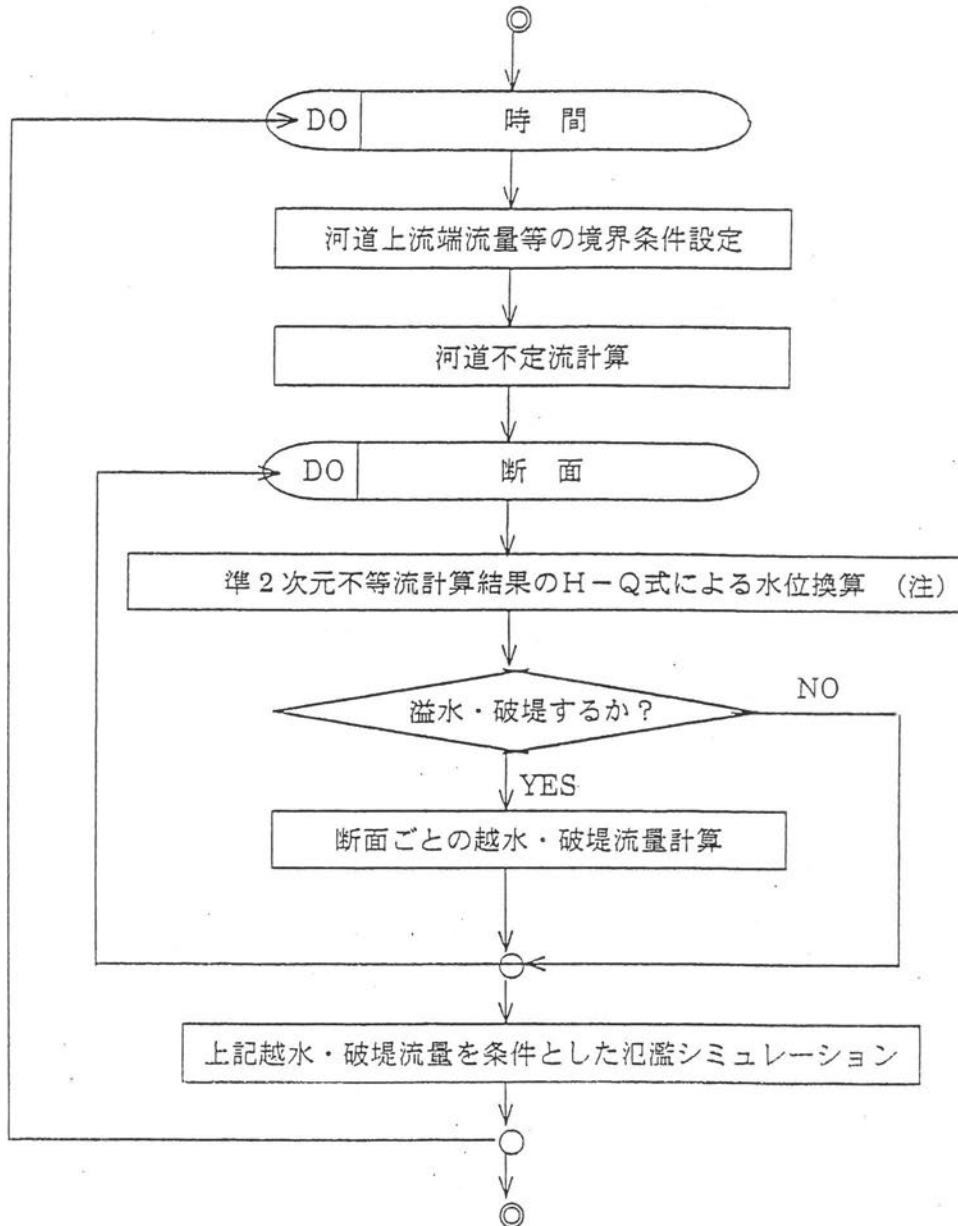 DO 時 間
河道上流端流量等の境界条件設定
河道不定流計算
DO 断 面
準2次元不等流計算結果のH-Q式による水位換算 (注)
溢水・破堤するか?
NO
YES
断面ごとの越水・破堤流量計算
上記越水・破堤流量を条件とした氾濫シミュレーション